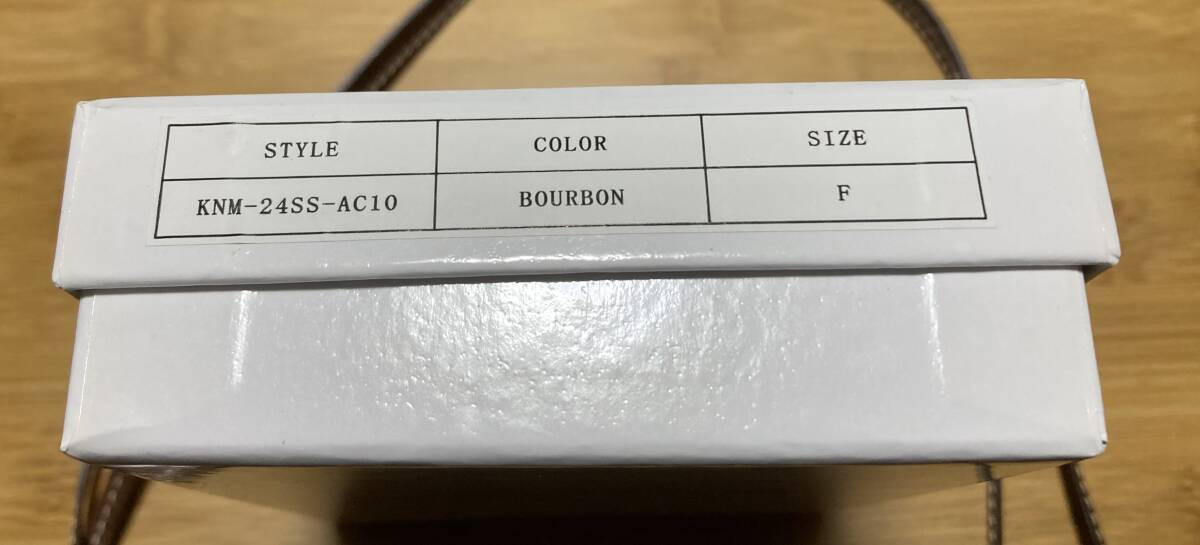 STYLE COLOR SIZE
KNM-24SS-AC10 BOURBON F